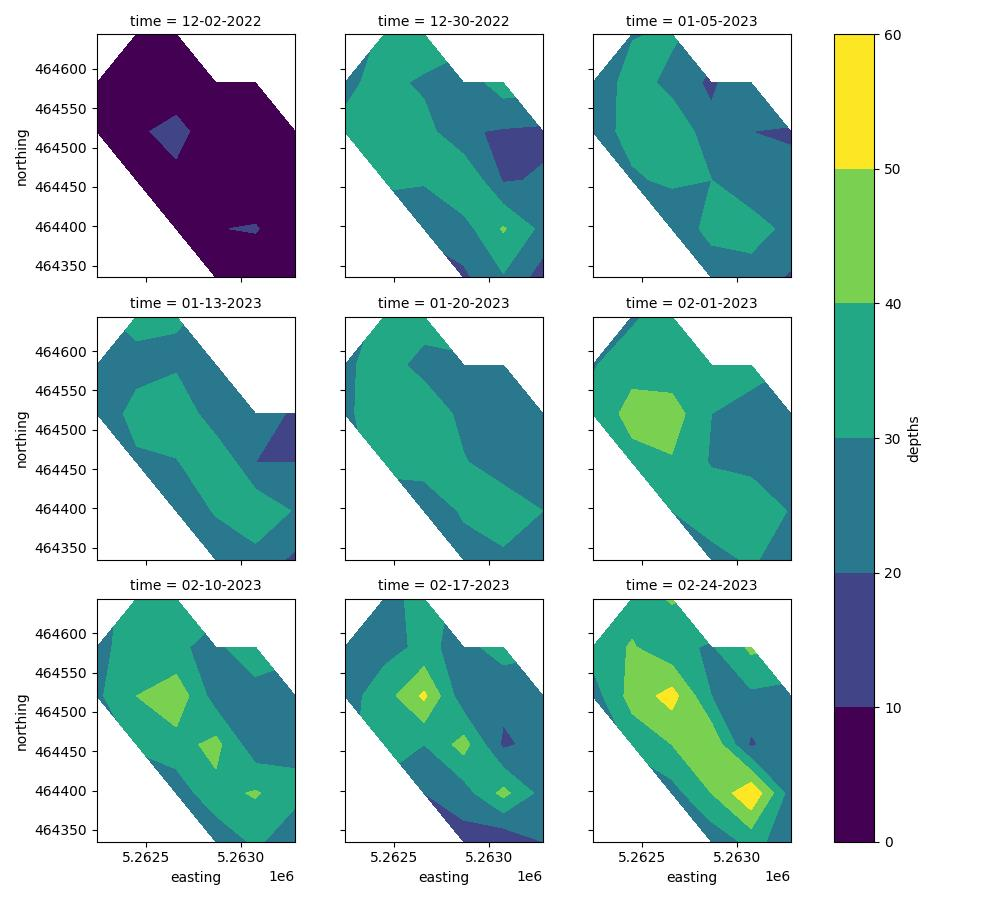 time = 12-02-2022
time = 12-30-2022
time = 01-05-2023
464600
464550
464500
464450
464400
464350
northing
time = 01-13-2023
time = 01-20-2023
time = 02-01-2023
464600
464550
464500
464450
464400
464350
northing
time = 02-10-2023
time = 02-17-2023
time = 02-24-2023
464600
464550
464500
464450
464400
464350
northing
5.2625
5.2630
1e6
easting
5.2625
5.2630
1e6
easting
5.2625
5.2630
1e6
easting
60
50
40
30
20
10
0
depths